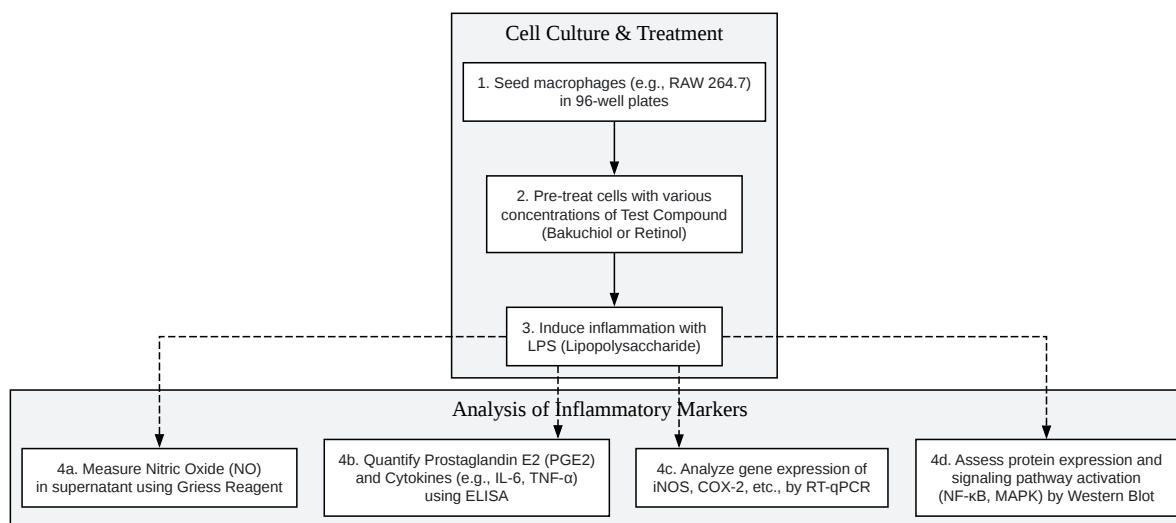 Cell Culture & Treatment
1. Seed macrophages (e.g., RAW 264.7)
in 96-well plates
2. Pre-treat cells with various
concentrations of Test Compound
(Bakuchiol or Retinol)
3. Induce inflammation with
LPS (Lipopolysaccharide)
Analysis of Inflammatory Markers
4a. Measure Nitric Oxide (NO)
in supernatant using Griess Reagent
4b. Quantify Prostaglandin E2 (PGE2)
and Cytokines (e.g., IL-6, TNF-α)
using ELISA
4c. Analyze gene expression of
iNOS, COX-2, etc., by RT-qPCR
4d. Assess protein expression and
signaling pathway activation
(NF-κB, MAPK) by Western Blot